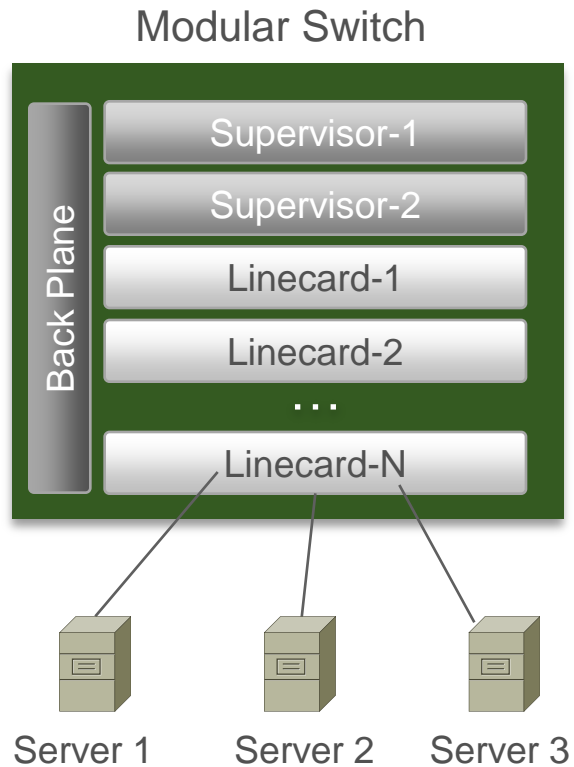 Modular Switch
Back Plane
Supervisor-1
Supervisor-2
Linecard-1
Linecard-2
...
Linecard-N
Server 1
Server 2
Server 3